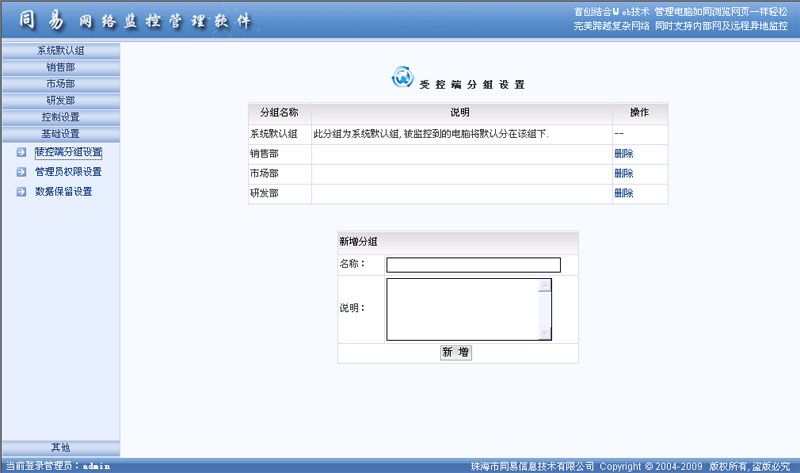 同易 网络监控管理软件
首创结合Web技术 管理电脑如同浏览网页一样轻松
完美跨越复杂网络 同时支持内部网及远程异地监控
系统默认组
销售部
市场部
研发部
控制设置
基础设置
被控端分组设置
管理员权限设置
数据保留设置
其他
受控端分组设置
分组名称 说明 操作
系统默认组 此分组为系统默认组,被监控到的电脑将默认分在该组下. --
销售部 删除
市场部 删除
研发部 删除
新增分组
名称：
说明：
新 增
当前登录管理员：admin
珠海市同易信息技术有限公司 Copyright © 2004-2009 版权所有,盗版必究